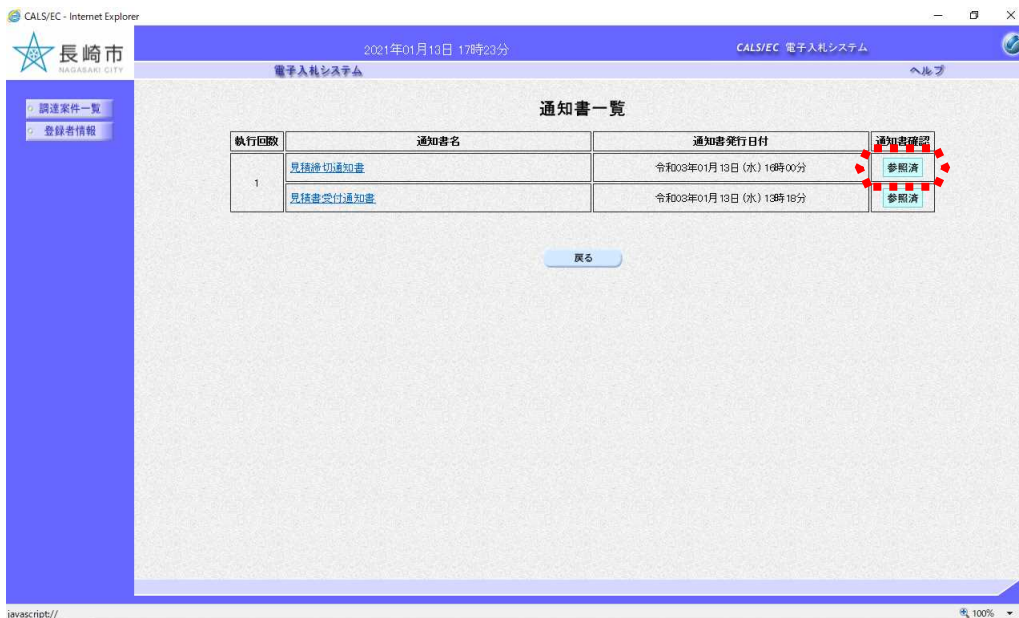 CALS/EC - Internet Explorer
長崎市
NAGASAKI CITY
2021年01月13日 17時23分
CALS/EC 電子入札システム
電子入札システム
ヘルプ
調達案件一覧
登録者情報
通知書一覧
執行回数 通知書名 通知書発行日付 通知書確認
1
見積締切通知書 令和03年01月13日 (水) 16時00分 参照済
見積書受付通知書 令和03年01月13日 (水) 13時18分 参照済
戻る
javascript://
100%